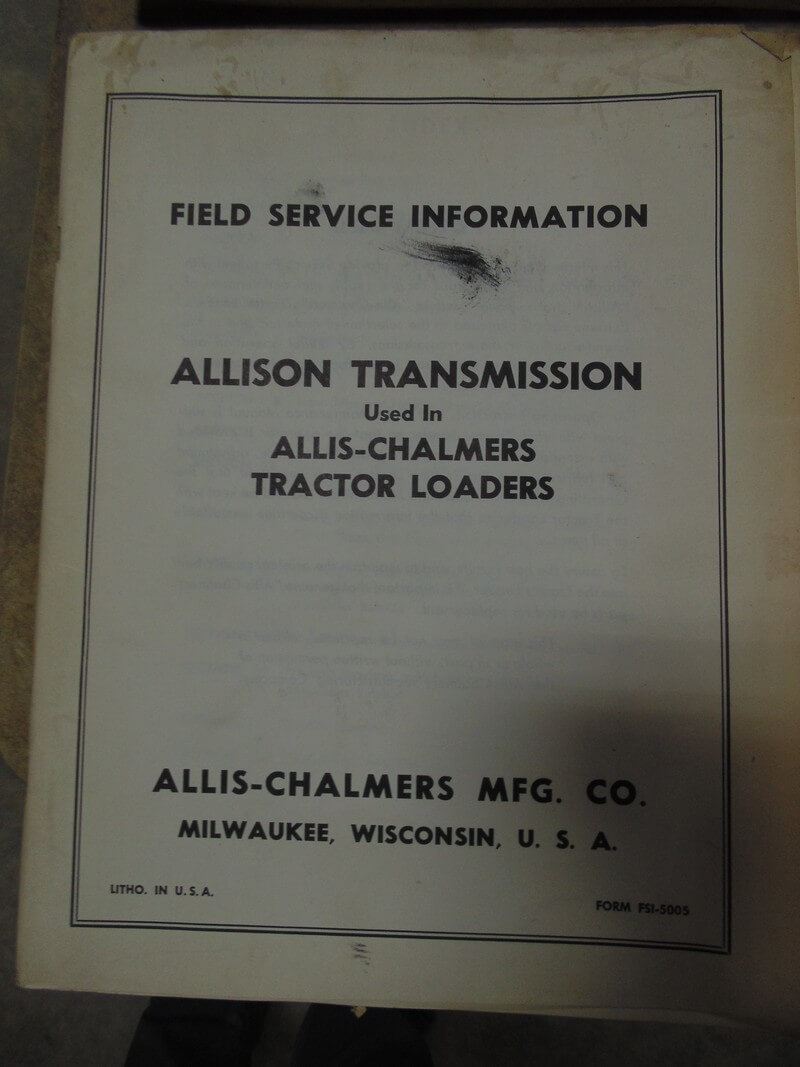 FIELD SERVICE INFORMATION
ALLISON TRANSMISSION
Used In
ALLIS-CHALMERS
TRACTOR LOADERS
ALLIS-CHALMERS MFG. CO.
MILWAUKEE, WISCONSIN, U. S. A.
LITHO. IN U. S. A.
FORM FSI-5005